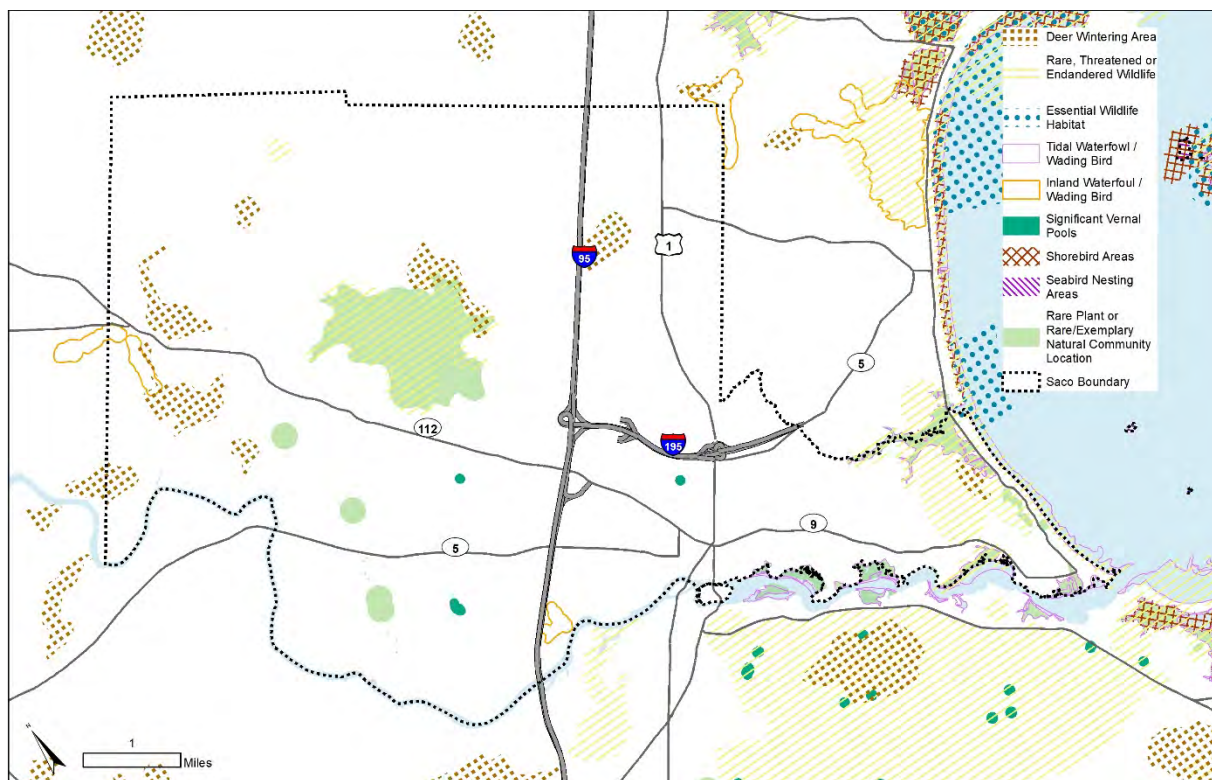 Deer Wintering Area
Rare, Threatened or
Endandered Wildlife
Essential Wildlife
Habitat
Tidal Waterfowl /
Wading Bird
Inland Waterfoul /
Wading Bird
Significant Vernal
Pools
Shorebird Areas
Seabird Nesting
Areas
Rare Plant or
Rare/Exemplary
Natural Community
Location
Saco Boundary
95
1
5
112
195
9
5
1
Miles